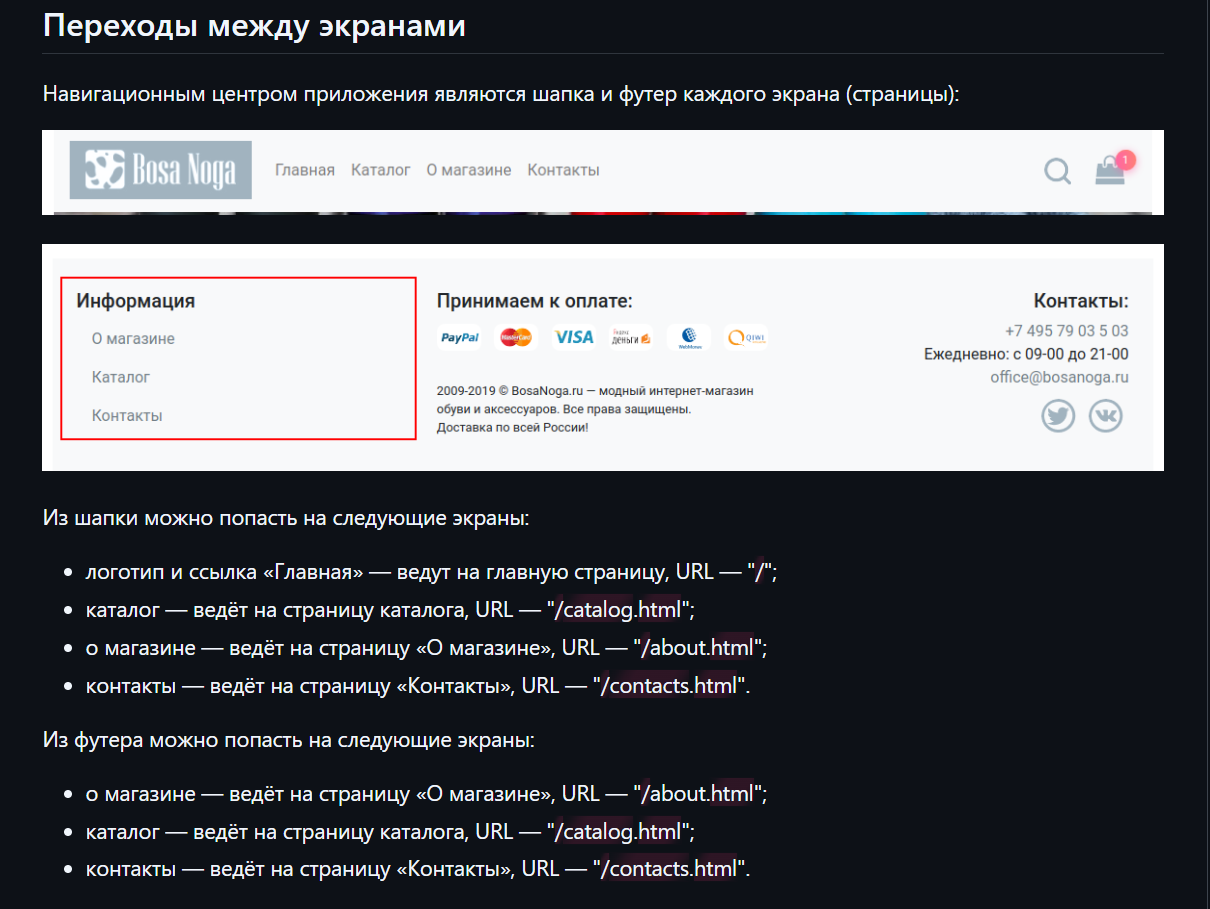 Переходы между экранами
Навигационным центром приложения являются шапка и футер каждого экрана (страницы):
Bosa Noga Главная Каталог О магазине Контакты 1
Информация
О магазине
Каталог
Контакты
Принимаем к оплате:
PayPal MasterCard VISA Яндекс деньги WebMoney QIWI
2009-2019 © BosaNoga.ru — модный интернет-магазин
обуви и аксессуаров. Все права защищены.
Доставка по всей России!
Контакты:
+7 495 79 03 5 03
Ежедневно: с 09-00 до 21-00
office@bosanoga.ru
Из шапки можно попасть на следующие экраны:
• логотип и ссылка «Главная» — ведут на главную страницу, URL — "/";
• каталог — ведёт на страницу каталога, URL — "/catalog.html";
• о магазине — ведёт на страницу «О магазине», URL — "/about.html";
• контакты — ведёт на страницу «Контакты», URL — "/contacts.html".
Из футера можно попасть на следующие экраны:
• о магазине — ведёт на страницу «О магазине», URL — "/about.html";
• каталог — ведёт на страницу каталога, URL — "/catalog.html";
• контакты — ведёт на страницу «Контакты», URL — "/contacts.html".